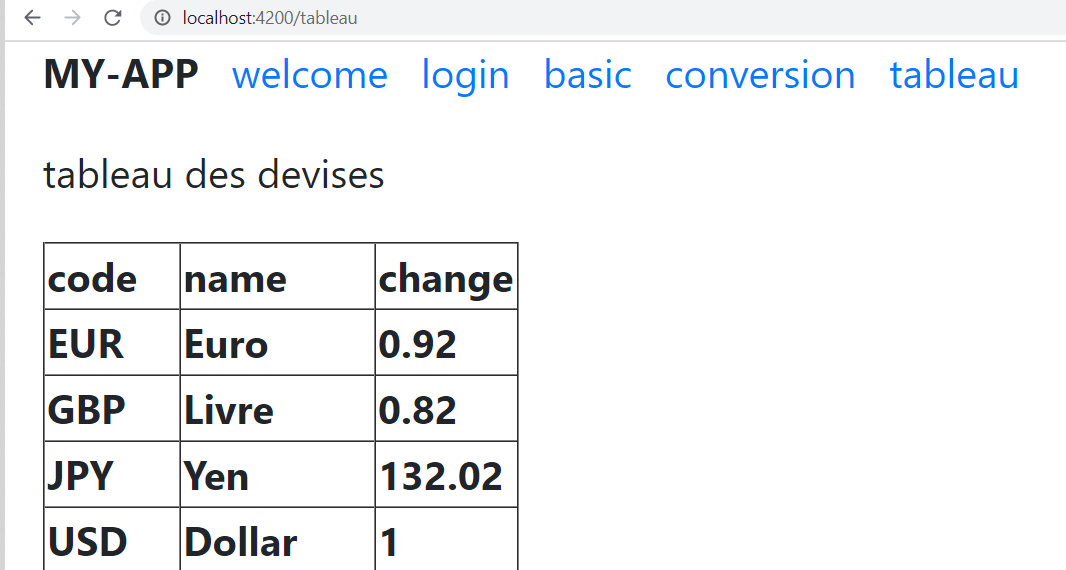 localhost:4200/tableau
MY-APP welcome login basic conversion tableau
tableau des devises
code name change
EUR Euro 0.92
GBP Livre 0.82
JPY Yen 132.02
USD Dollar 1